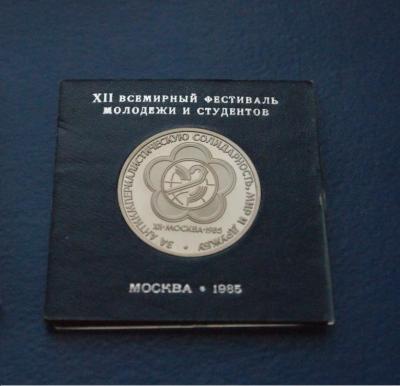 XII ВСЕМИРНЫЙ ФЕСТИВАЛЬ
МОЛОДЕЖИ И СТУДЕНТОВ
ЗА АНТИИМПЕРИАЛИСТИЧЕСКУЮ СОЛИДАРНОСТЬ, МИР И ДРУЖБУ
XII•МОСКВА•1985
МОСКВА • 1985